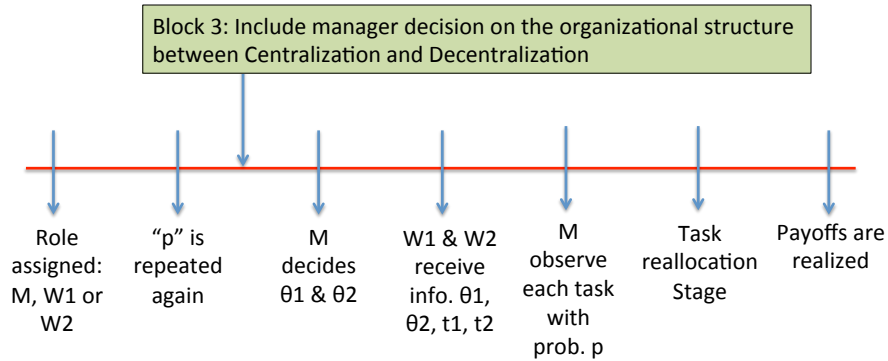 Block 3: Include manager decision on the organizational structure
between Centralization and Decentralization
Role
assigned:
M, W1 or
W2
“p” is
repeated
again
M
decides
θ1 & θ2
W1 & W2
receive
info. θ1,
θ2, t1, t2
M
observe
each task
with
prob. p
Task
reallocation
Stage
Payoffs are
realized